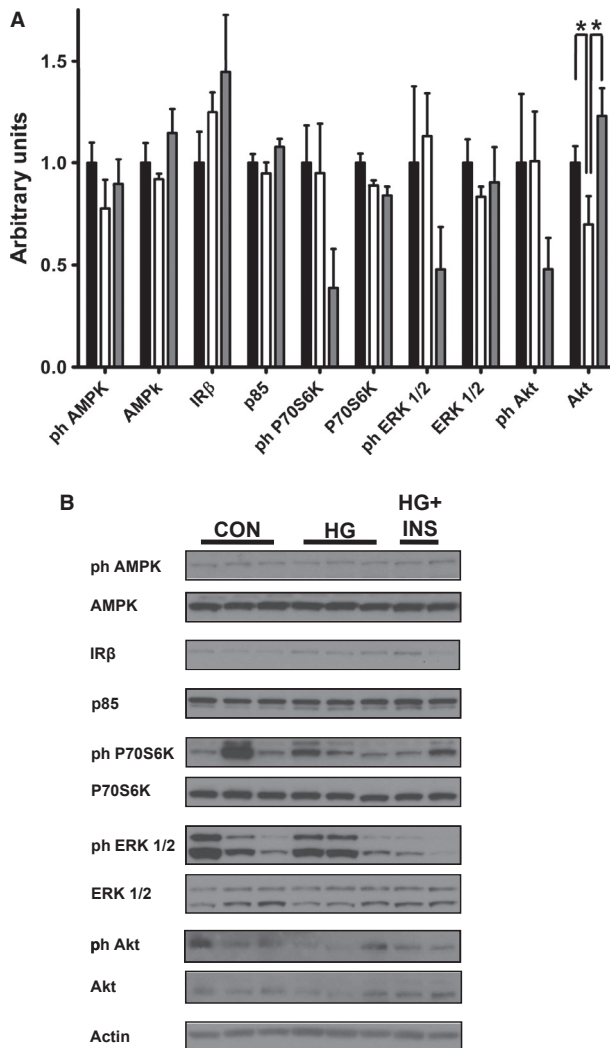 A
* *
1.5
1.0
0.5
0.0
Arbitrary units
ph AMPK
AMPk
IRβ
p85
ph P70S6K
P70S6K
ph ERK 1/2
ERK 1/2
ph Akt
Akt
B
CON
HG
HG+
INS
ph AMPK
AMPK
IRβ
p85
ph P70S6K
P70S6K
ph ERK 1/2
ERK 1/2
ph Akt
Akt
Actin